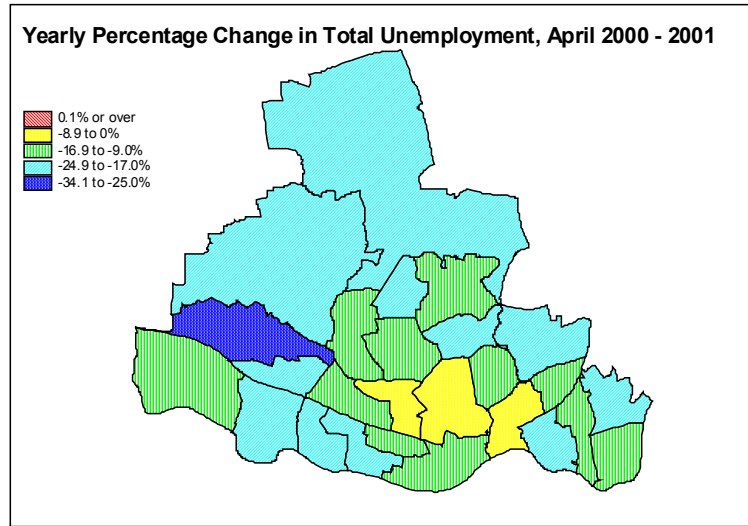 Yearly Percentage Change in Total Unemployment, April 2000 - 2001
0.1% or over
-8.9 to 0%
-16.9 to -9.0%
-24.9 to -17.0%
-34.1 to -25.0%